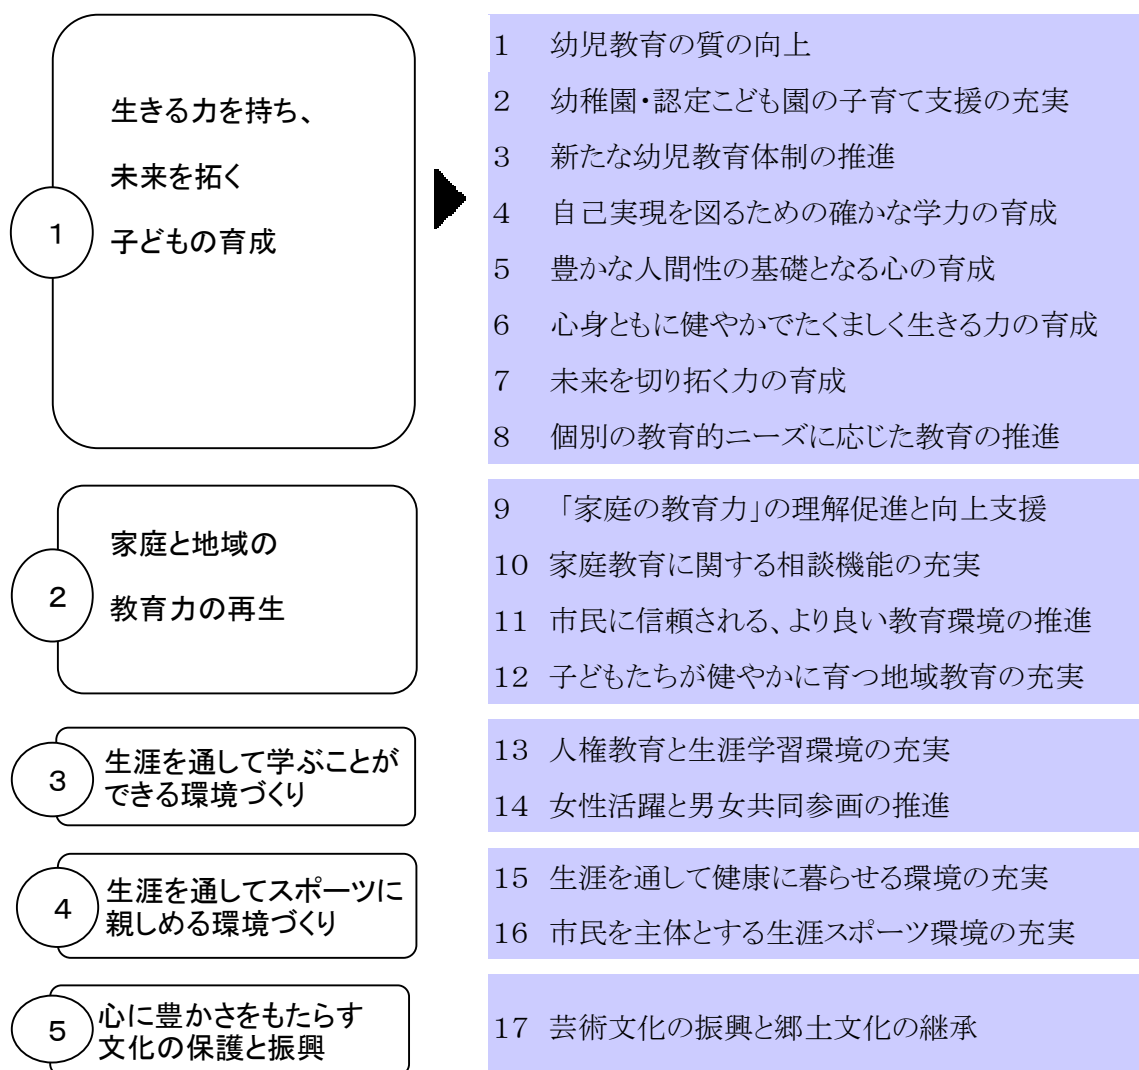 1
生きる力を持ち、
未来を拓く
子どもの育成
1 幼児教育の質の向上
2 幼稚園・認定こども園の子育て支援の充実
3 新たな幼児教育体制の推進
4 自己実現を図るための確かな学力の育成
5 豊かな人間性の基礎となる心の育成
6 心身ともに健やかでたくましく生きる力の育成
7 未来を切り拓く力の育成
8 個別の教育的ニーズに応じた教育の推進
2
家庭と地域の
教育力の再生
9 「家庭の教育力」の理解促進と向上支援
10 家庭教育に関する相談機能の充実
11 市民に信頼される、より良い教育環境の推進
12 子どもたちが健やかに育つ地域教育の充実
3
生涯を通して学ぶことが
できる環境づくり
13 人権教育と生涯学習環境の充実
14 女性活躍と男女共同参画の推進
4
生涯を通してスポーツに
親しめる環境づくり
15 生涯を通して健康に暮らせる環境の充実
16 市民を主体とする生涯スポーツ環境の充実
5
心に豊かさをもたらす
文化の保護と振興
17 芸術文化の振興と郷土文化の継承